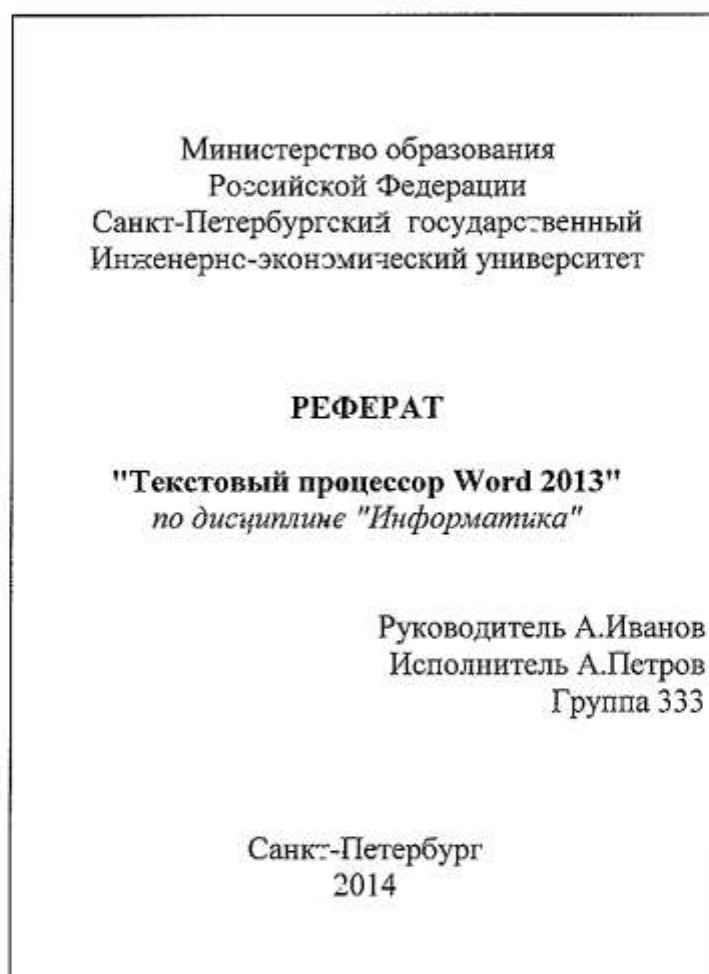 Министерство образования
Российской Федерации
Санкт-Петербургский государственный
Инженерно-экономический университет
РЕФЕРАТ
"Текстовый процессор Word 2013"
по дисциплине "Информатика"
Руководитель А.Иванов
Исполнитель А.Петров
Группа 333
Санкт-Петербург
2014